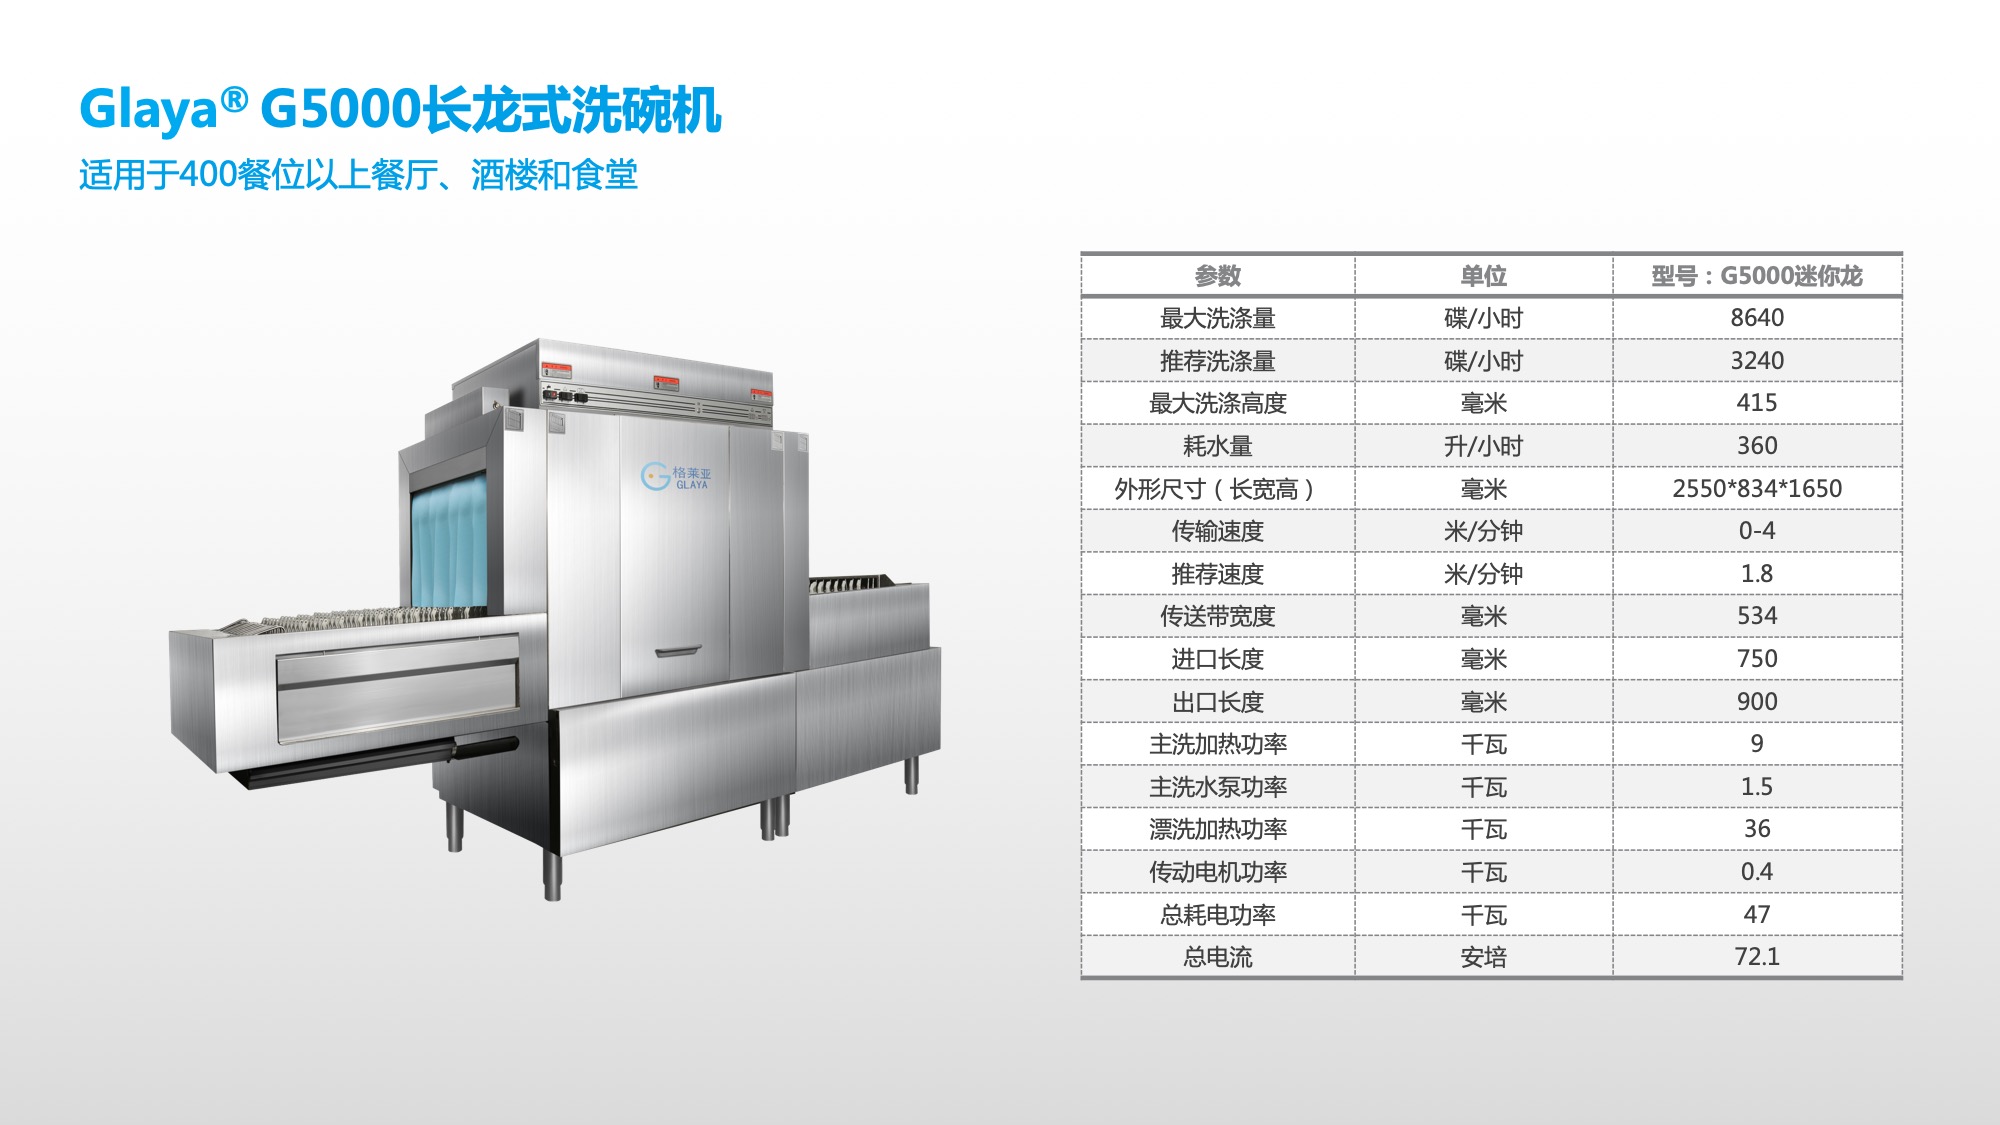 Glaya® G5000长龙式洗碗机
适用于400餐位以上餐厅、酒楼和食堂
格莱亚
GLAYA
参数 单位 型号：G5000迷你龙
最大洗涤量 碟/小时 8640
推荐洗涤量 碟/小时 3240
最大洗涤高度 毫米 415
耗水量 升/小时 360
外形尺寸（长宽高） 毫米 2550*834*1650
传输速度 米/分钟 0-4
推荐速度 米/分钟 1.8
传送带宽度 毫米 534
进口长度 毫米 750
出口长度 毫米 900
主洗加热功率 千瓦 9
主洗水泵功率 千瓦 1.5
漂洗加热功率 千瓦 36
传动电机功率 千瓦 0.4
总耗电功率 千瓦 47
总电流 安培 72.1